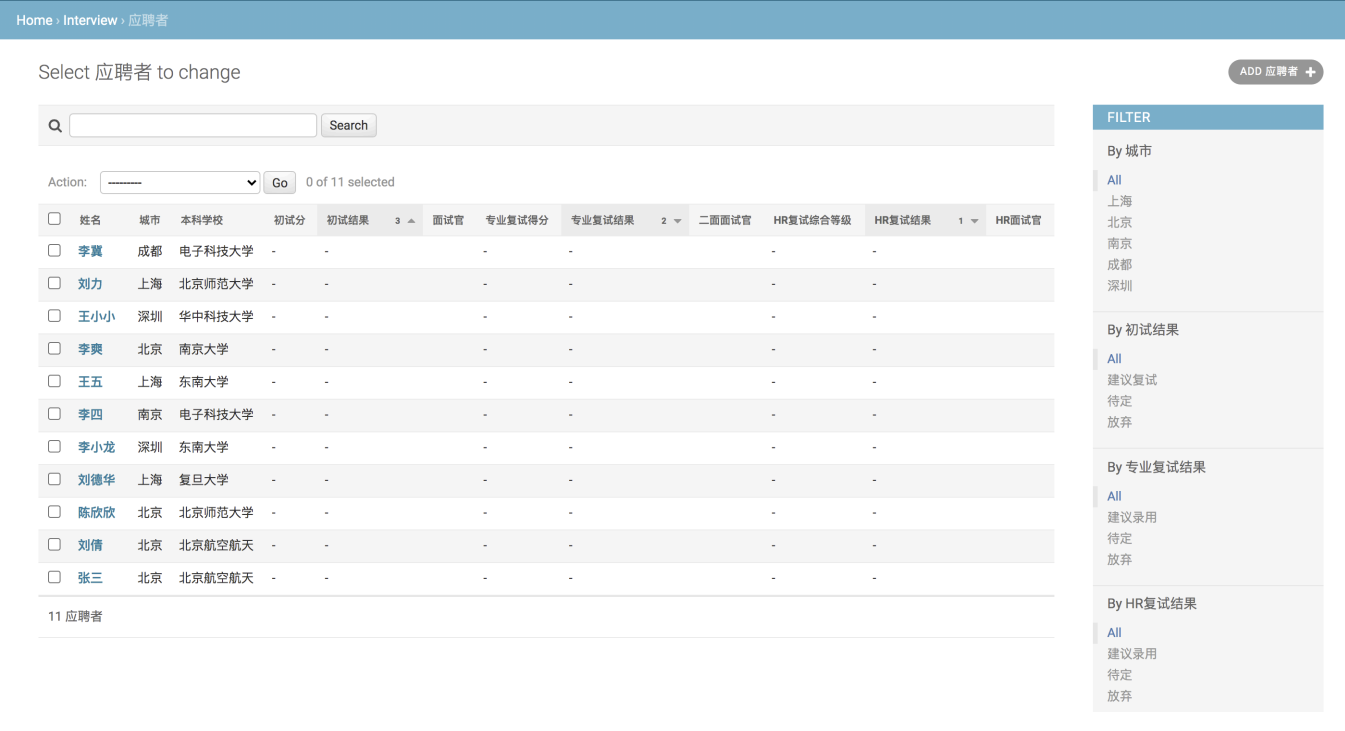 Home › Interview › 应聘者
Select 应聘者 to change
ADD 应聘者 +
Search
Action: --------- Go 0 of 11 selected
姓名 城市 本科学校 初试分 初试结果 3 面试官 专业复试得分 专业复试结果 2 二面面试官 HR复试综合等级 HR复试结果 1 HR面试官
李冀 成都 电子科技大学 - - - - - -
刘力 上海 北京师范大学 - - - - - -
王小小 深圳 华中科技大学 - - - - - -
李爽 北京 南京大学 - - - - - -
王五 上海 东南大学 - - - - - -
李四 南京 电子科技大学 - - - - - -
李小龙 深圳 东南大学 - - - - - -
刘德华 上海 复旦大学 - - - - - -
陈欣欣 北京 北京师范大学 - - - - - -
刘倩 北京 北京航空航天 - - - - - -
张三 北京 北京航空航天 - - - - - -
11 应聘者
FILTER
By 城市
All
上海
北京
南京
成都
深圳
By 初试结果
All
建议复试
待定
放弃
By 专业复试结果
All
建议录用
待定
放弃
By HR复试结果
All
建议录用
待定
放弃